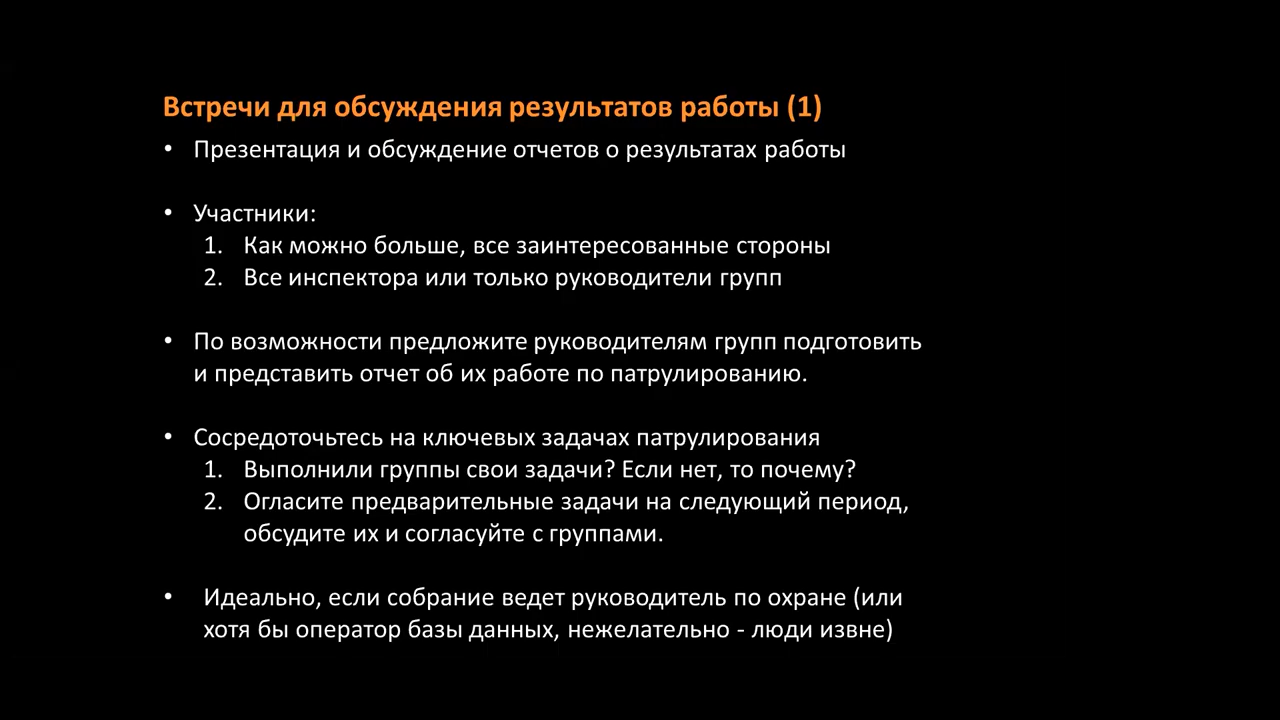 Встречи для обсуждения результатов работы (1)
• Презентация и обсуждение отчетов о результатах работы
• Участники:
1. Как можно больше, все заинтересованные стороны
2. Все инспектора или только руководители групп
• По возможности предложите руководителям групп подготовить
и представить отчет об их работе по патрулированию.
• Сосредоточьтесь на ключевых задачах патрулирования
1. Выполнили группы свои задачи? Если нет, то почему?
2. Огласите предварительные задачи на следующий период,
обсудите их и согласуйте с группами.
• Идеально, если собрание ведет руководитель по охране (или
хотя бы оператор базы данных, нежелательно - люди извне)